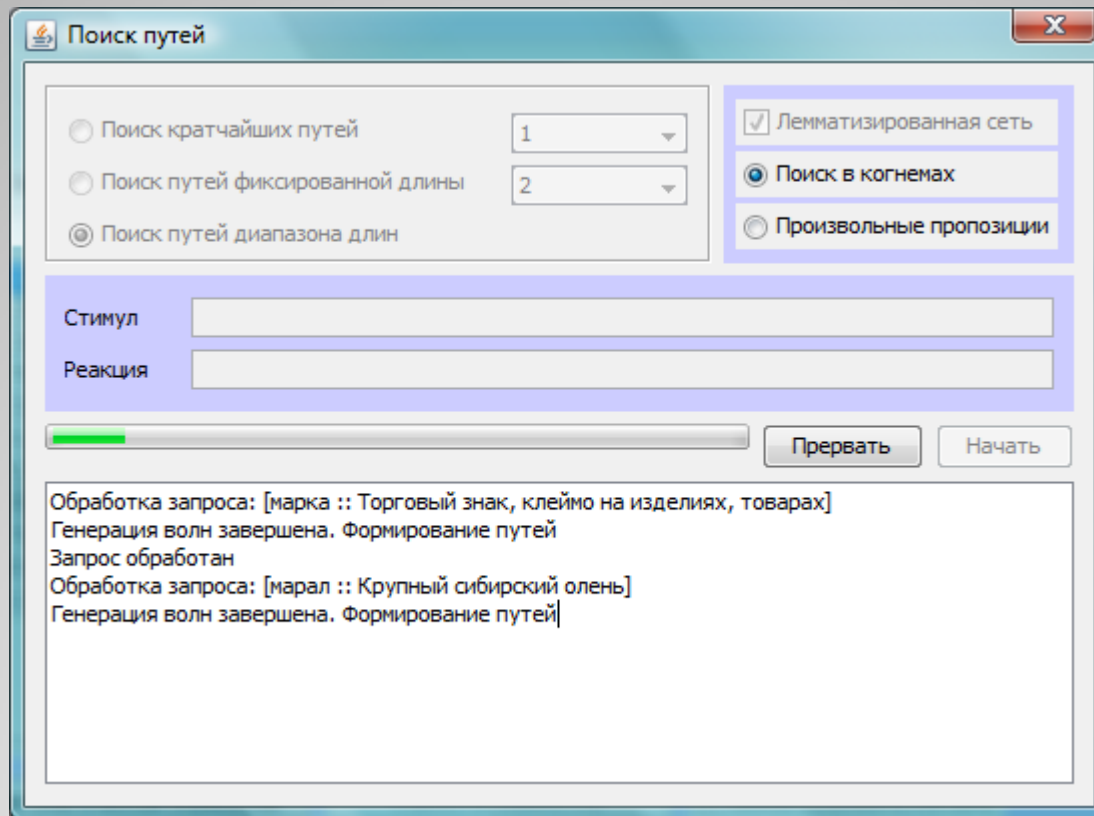 Поиск путей
Поиск кратчайших путей
1
Поиск путей фиксированной длины
2
Поиск путей диапазона длин
Лемматизированная сеть
Поиск в когнемах
Произвольные пропозиции
Стимул
Реакция
Прервать
Начать
Обработка запроса: [марка :: Торговый знак, клеймо на изделиях, товарах]
Генерация волн завершена. Формирование путей
Запрос обработан
Обработка запроса: [марал :: Крупный сибирский олень]
Генерация волн завершена. Формирование путей